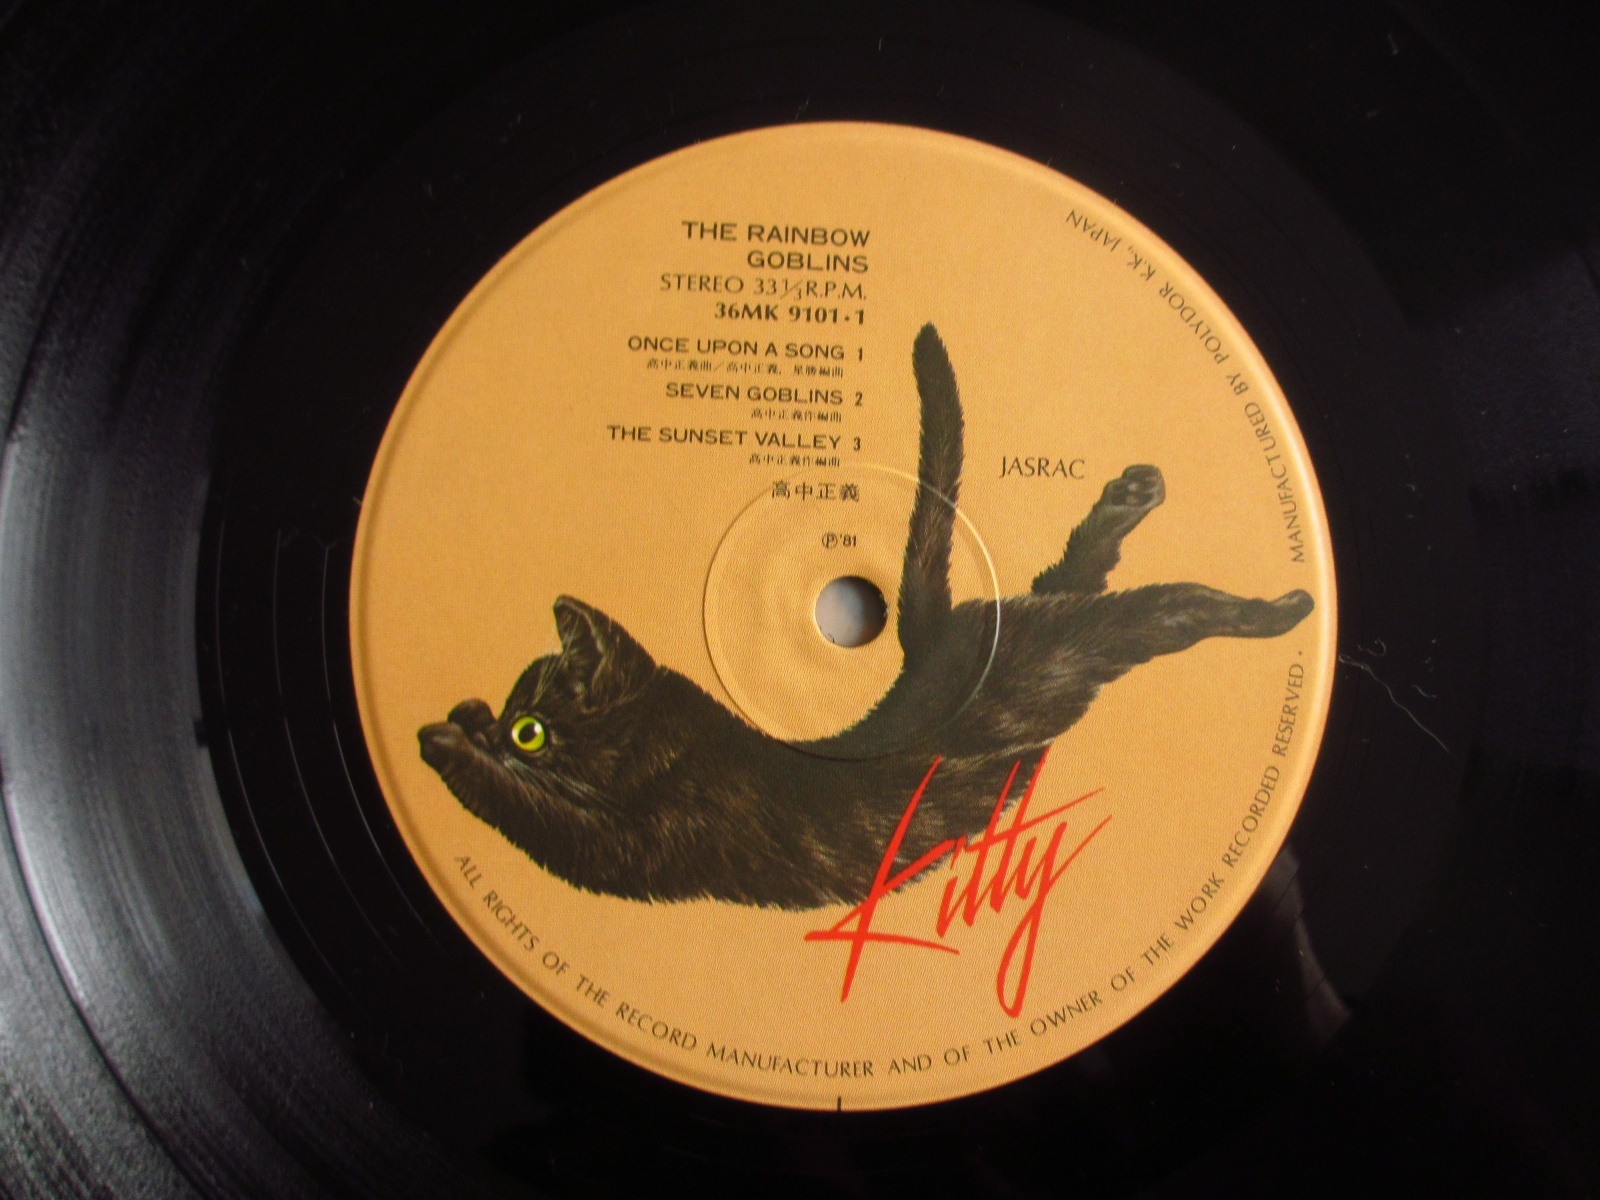 THE RAINBOW
GOBLINS
STEREO 33⅓R.P.M.
36MK 9101·1
ONCE UPON A SONG 1
高中正義曲／高中正義、星勝編曲
SEVEN GOBLINS 2
高中正義作編曲
THE SUNSET VALLEY 3
高中正義作編曲
高中正義
JASRAC
℗'81
Kitty
ALL RIGHTS OF THE RECORD MANUFACTURER AND OF THE OWNER OF THE WORK RECORDED RESERVED · MANUFACTURED BY POLYDOR K.K., JAPAN